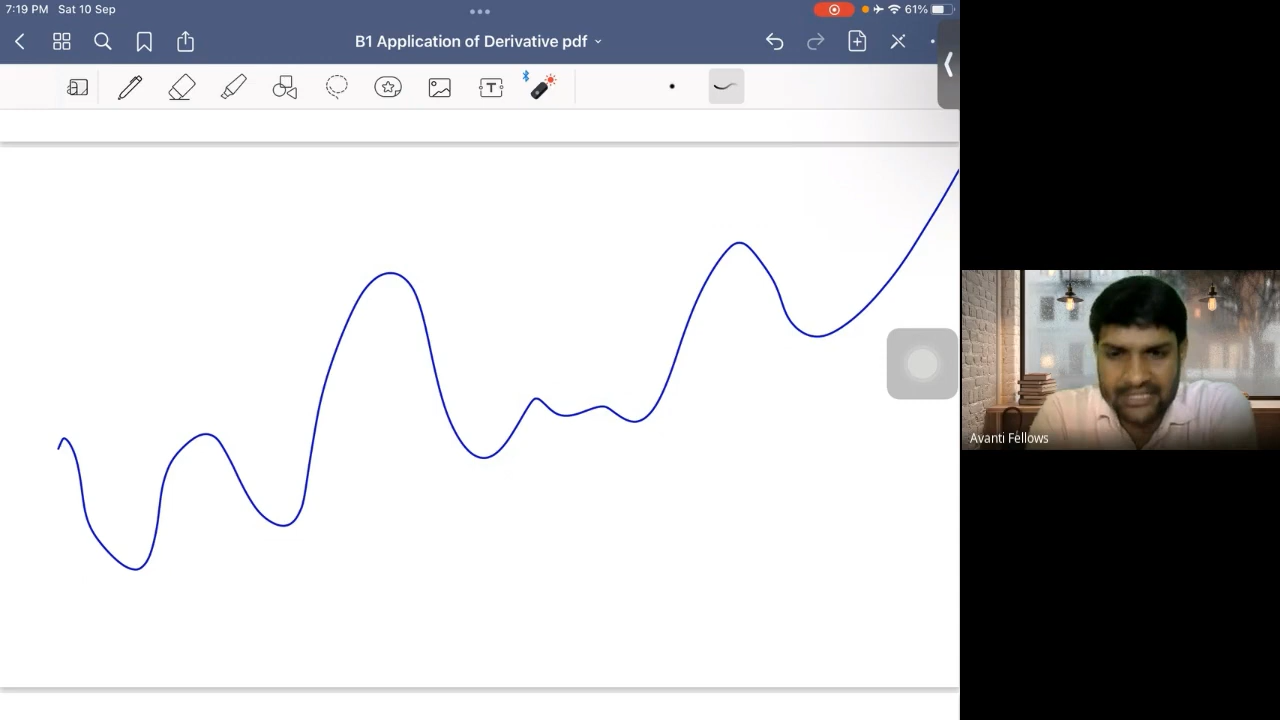 7:19 PM Sat 10 Sep
61%
B1 Application of Derivative pdf
T
Avanti Fellows